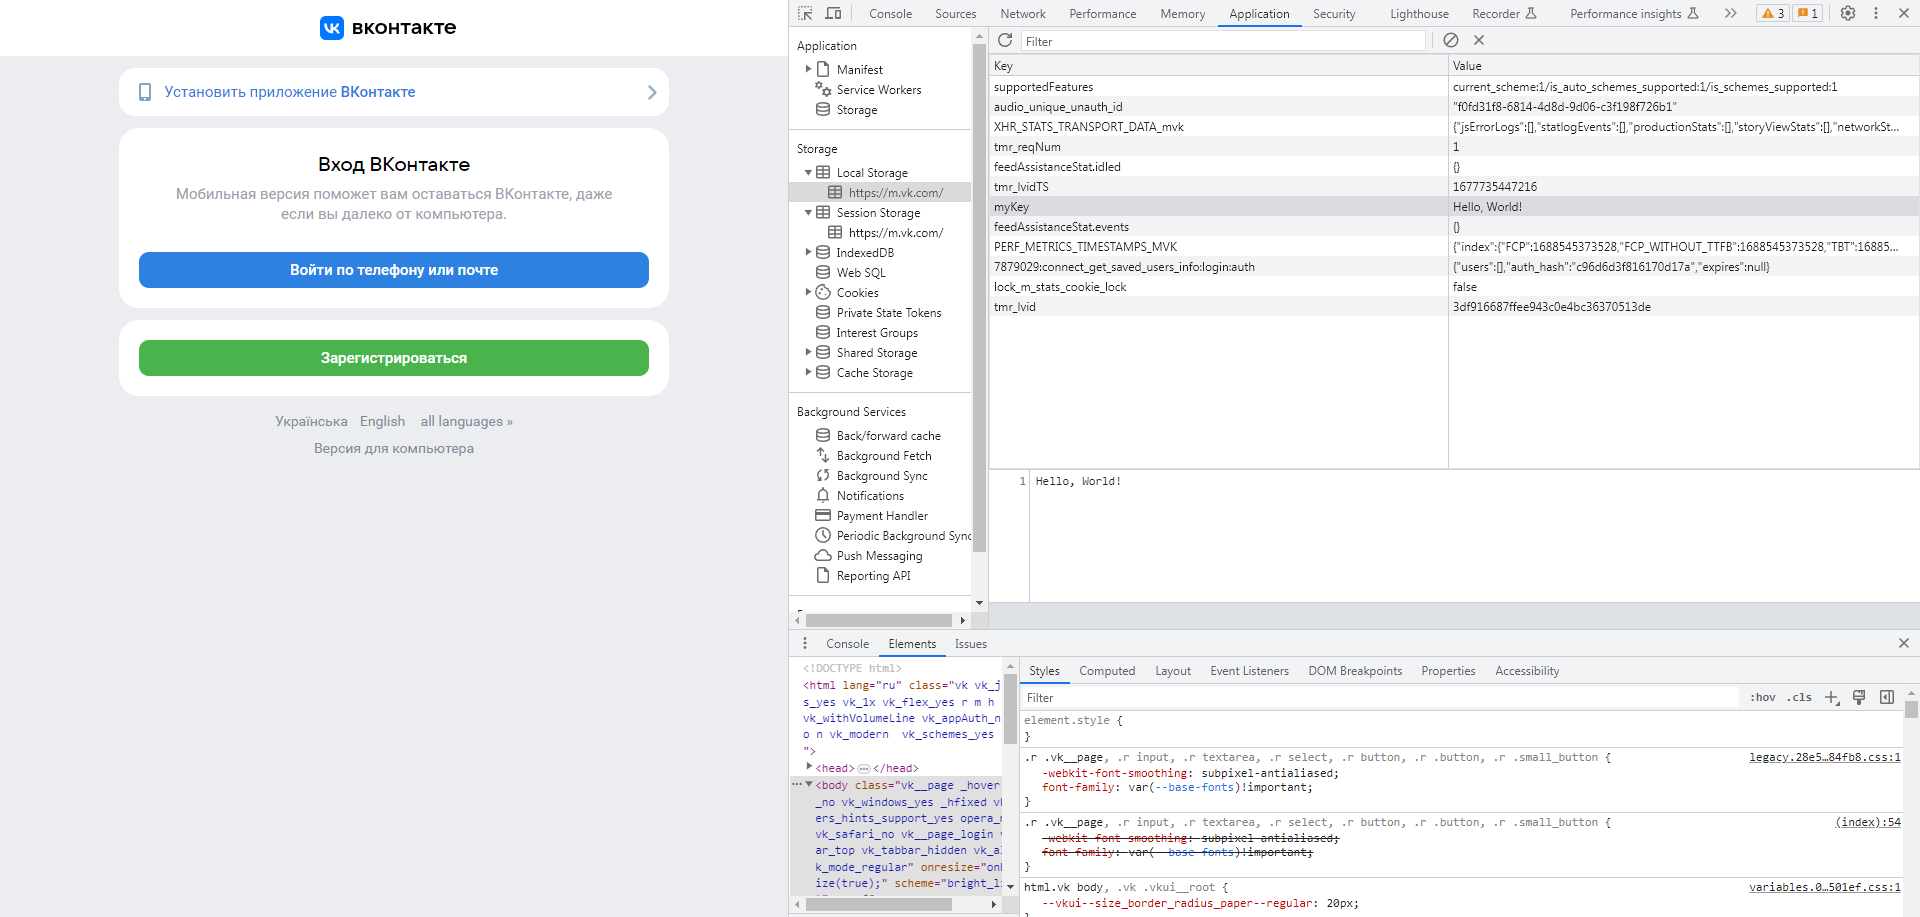 вконтакте
Установить приложение ВКонтакте
Вход ВКонтакте
Мобильная версия поможет вам оставаться ВКонтакте, даже
если вы далеко от компьютера.
Войти по телефону или почте
Зарегистрироваться
Українська English all languages »
Версия для компьютера
Console Sources Network Performance Memory Application Security Lighthouse Recorder Performance insights 3 1
Application
Manifest
Service Workers
Storage
Storage
Local Storage
https://m.vk.com/
Session Storage
https://m.vk.com/
IndexedDB
Web SQL
Cookies
Private State Tokens
Interest Groups
Shared Storage
Cache Storage
Background Services
Back/forward cache
Background Fetch
Background Sync
Notifications
Payment Handler
Periodic Background Sync
Push Messaging
Reporting API
Filter
Key Value
supportedFeatures current_scheme:1/is_auto_schemes_supported:1/is_schemes_supported:1
audio_unique_unauth_id "f0fd31f8-6814-4d8d-9d06-c3f198f726b1"
XHR_STATS_TRANSPORT_DATA_mvk {"jsErrorLogs":[],"statlogEvents":[],"productionStats":[],"storyViewStats":[],"networkSt...
tmr_reqNum 1
feedAssistanceStat.idled {}
tmr_lvidTS 1677735447216
myKey Hello, World!
feedAssistanceStat.events {}
PERF_METRICS_TIMESTAMPS_MVK {"index":{"FCP":1688545373528,"FCP_WITHOUT_TTFB":1688545373528,"TBT":16885...
7879029:connect_get_saved_users_info:login:auth {"users":[],"auth_hash":"c96d6d3f816170d17a","expires":null}
lock_m_stats_cookie_lock false
tmr_lvid 3df916687ffee943c0e4bc36370513de
1 Hello, World!
Console Elements Issues
<!DOCTYPE html>
<html lang="ru" class="vk vk_j
s_yes vk_1x vk_flex_yes r m h
vk_withVolumeLine vk_appAuth_n
o n vk_modern vk_schemes_yes
">
<head>…</head>
<body class="vk__page _hover
_no vk_windows_yes _hfixed vk
ers_hints_support_yes opera_n
vk_safari_no vk__page_login v
ar_top vk_tabbar_hidden vk_al
k_mode_regular" onresize="onR
ize(true);" scheme="bright_li
Styles Computed Layout Event Listeners DOM Breakpoints Properties Accessibility
Filter :hov .cls
element.style {
}
.r .vk__page, .r input, .r textarea, .r select, .r button, .r .button, .r .small_button { legacy.28e5…84fb8.css:1
-webkit-font-smoothing: subpixel-antialiased;
font-family: var(--base-fonts)!important;
}
.r .vk__page, .r input, .r textarea, .r select, .r button, .r .button, .r .small_button { (index):54
-webkit-font-smoothing: subpixel-antialiased;
font-family: var(--base-fonts)!important;
}
html.vk body, .vk .vkui__root { variables.0…501ef.css:1
--vkui--size_border_radius_paper--regular: 20px;